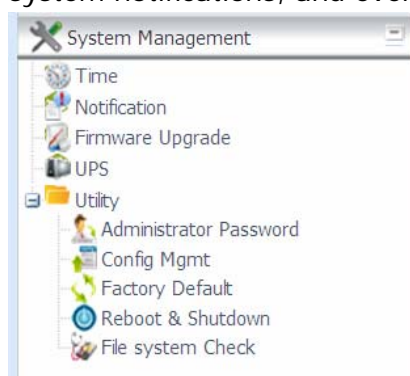 System Management
Time
Notification
Firmware Upgrade
UPS
Utility
Administrator Password
Config Mgmt
Factory Default
Reboot & Shutdown
File system Check